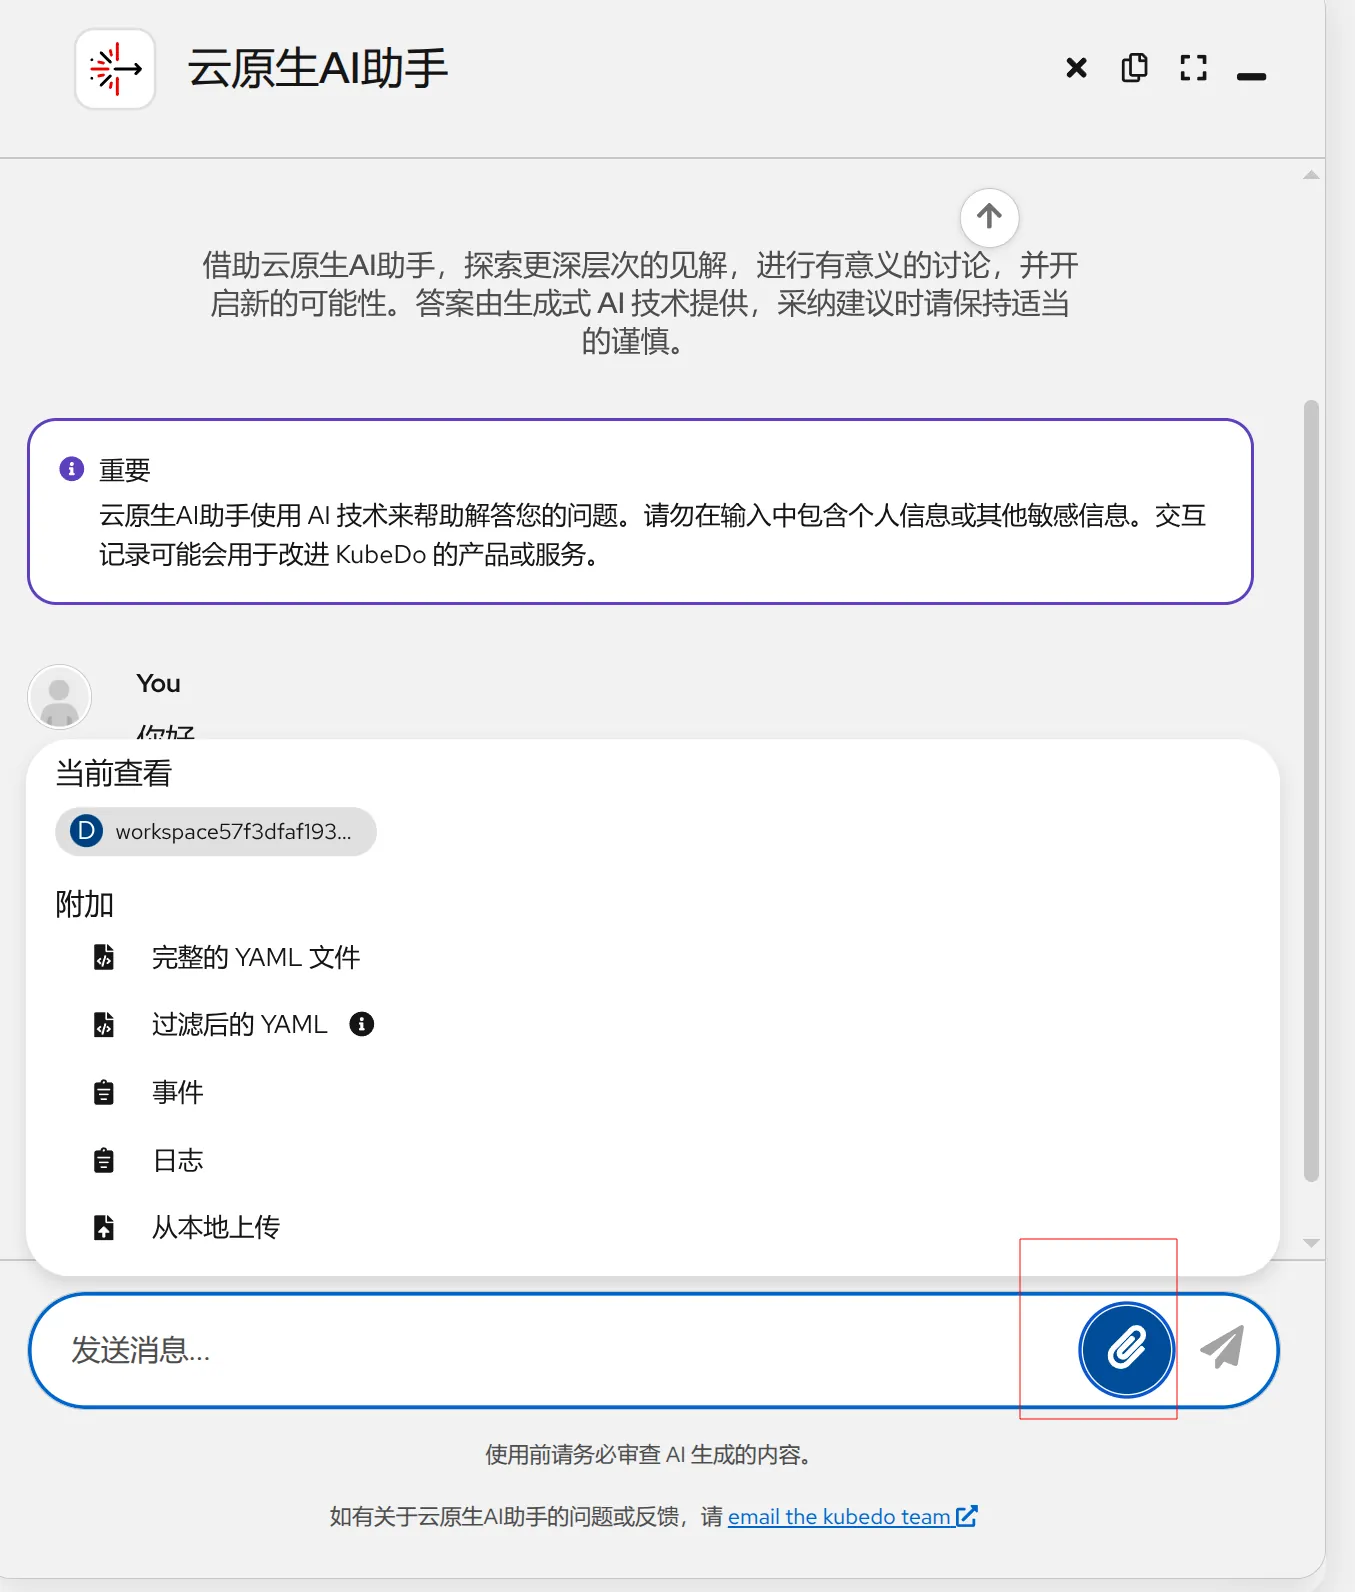 云原生AI助手
借助云原生AI助手，探索更深层次的见解，进行有意义的讨论，并开
启新的可能性。答案由生成式 AI 技术提供，采纳建议时请保持适当
的谨慎。
重要
云原生AI助手使用 AI 技术来帮助解答您的问题。请勿在输入中包含个人信息或其他敏感信息。交互
记录可能会用于改进 KubeDo 的产品或服务。
You
你好
当前查看
D workspace57f3dfaf193...
附加
完整的 YAML 文件
过滤后的 YAML
事件
日志
从本地上传
发送消息...
使用前请务必审查 AI 生成的内容。
如有关于云原生AI助手的问题或反馈，请 email the kubedo team